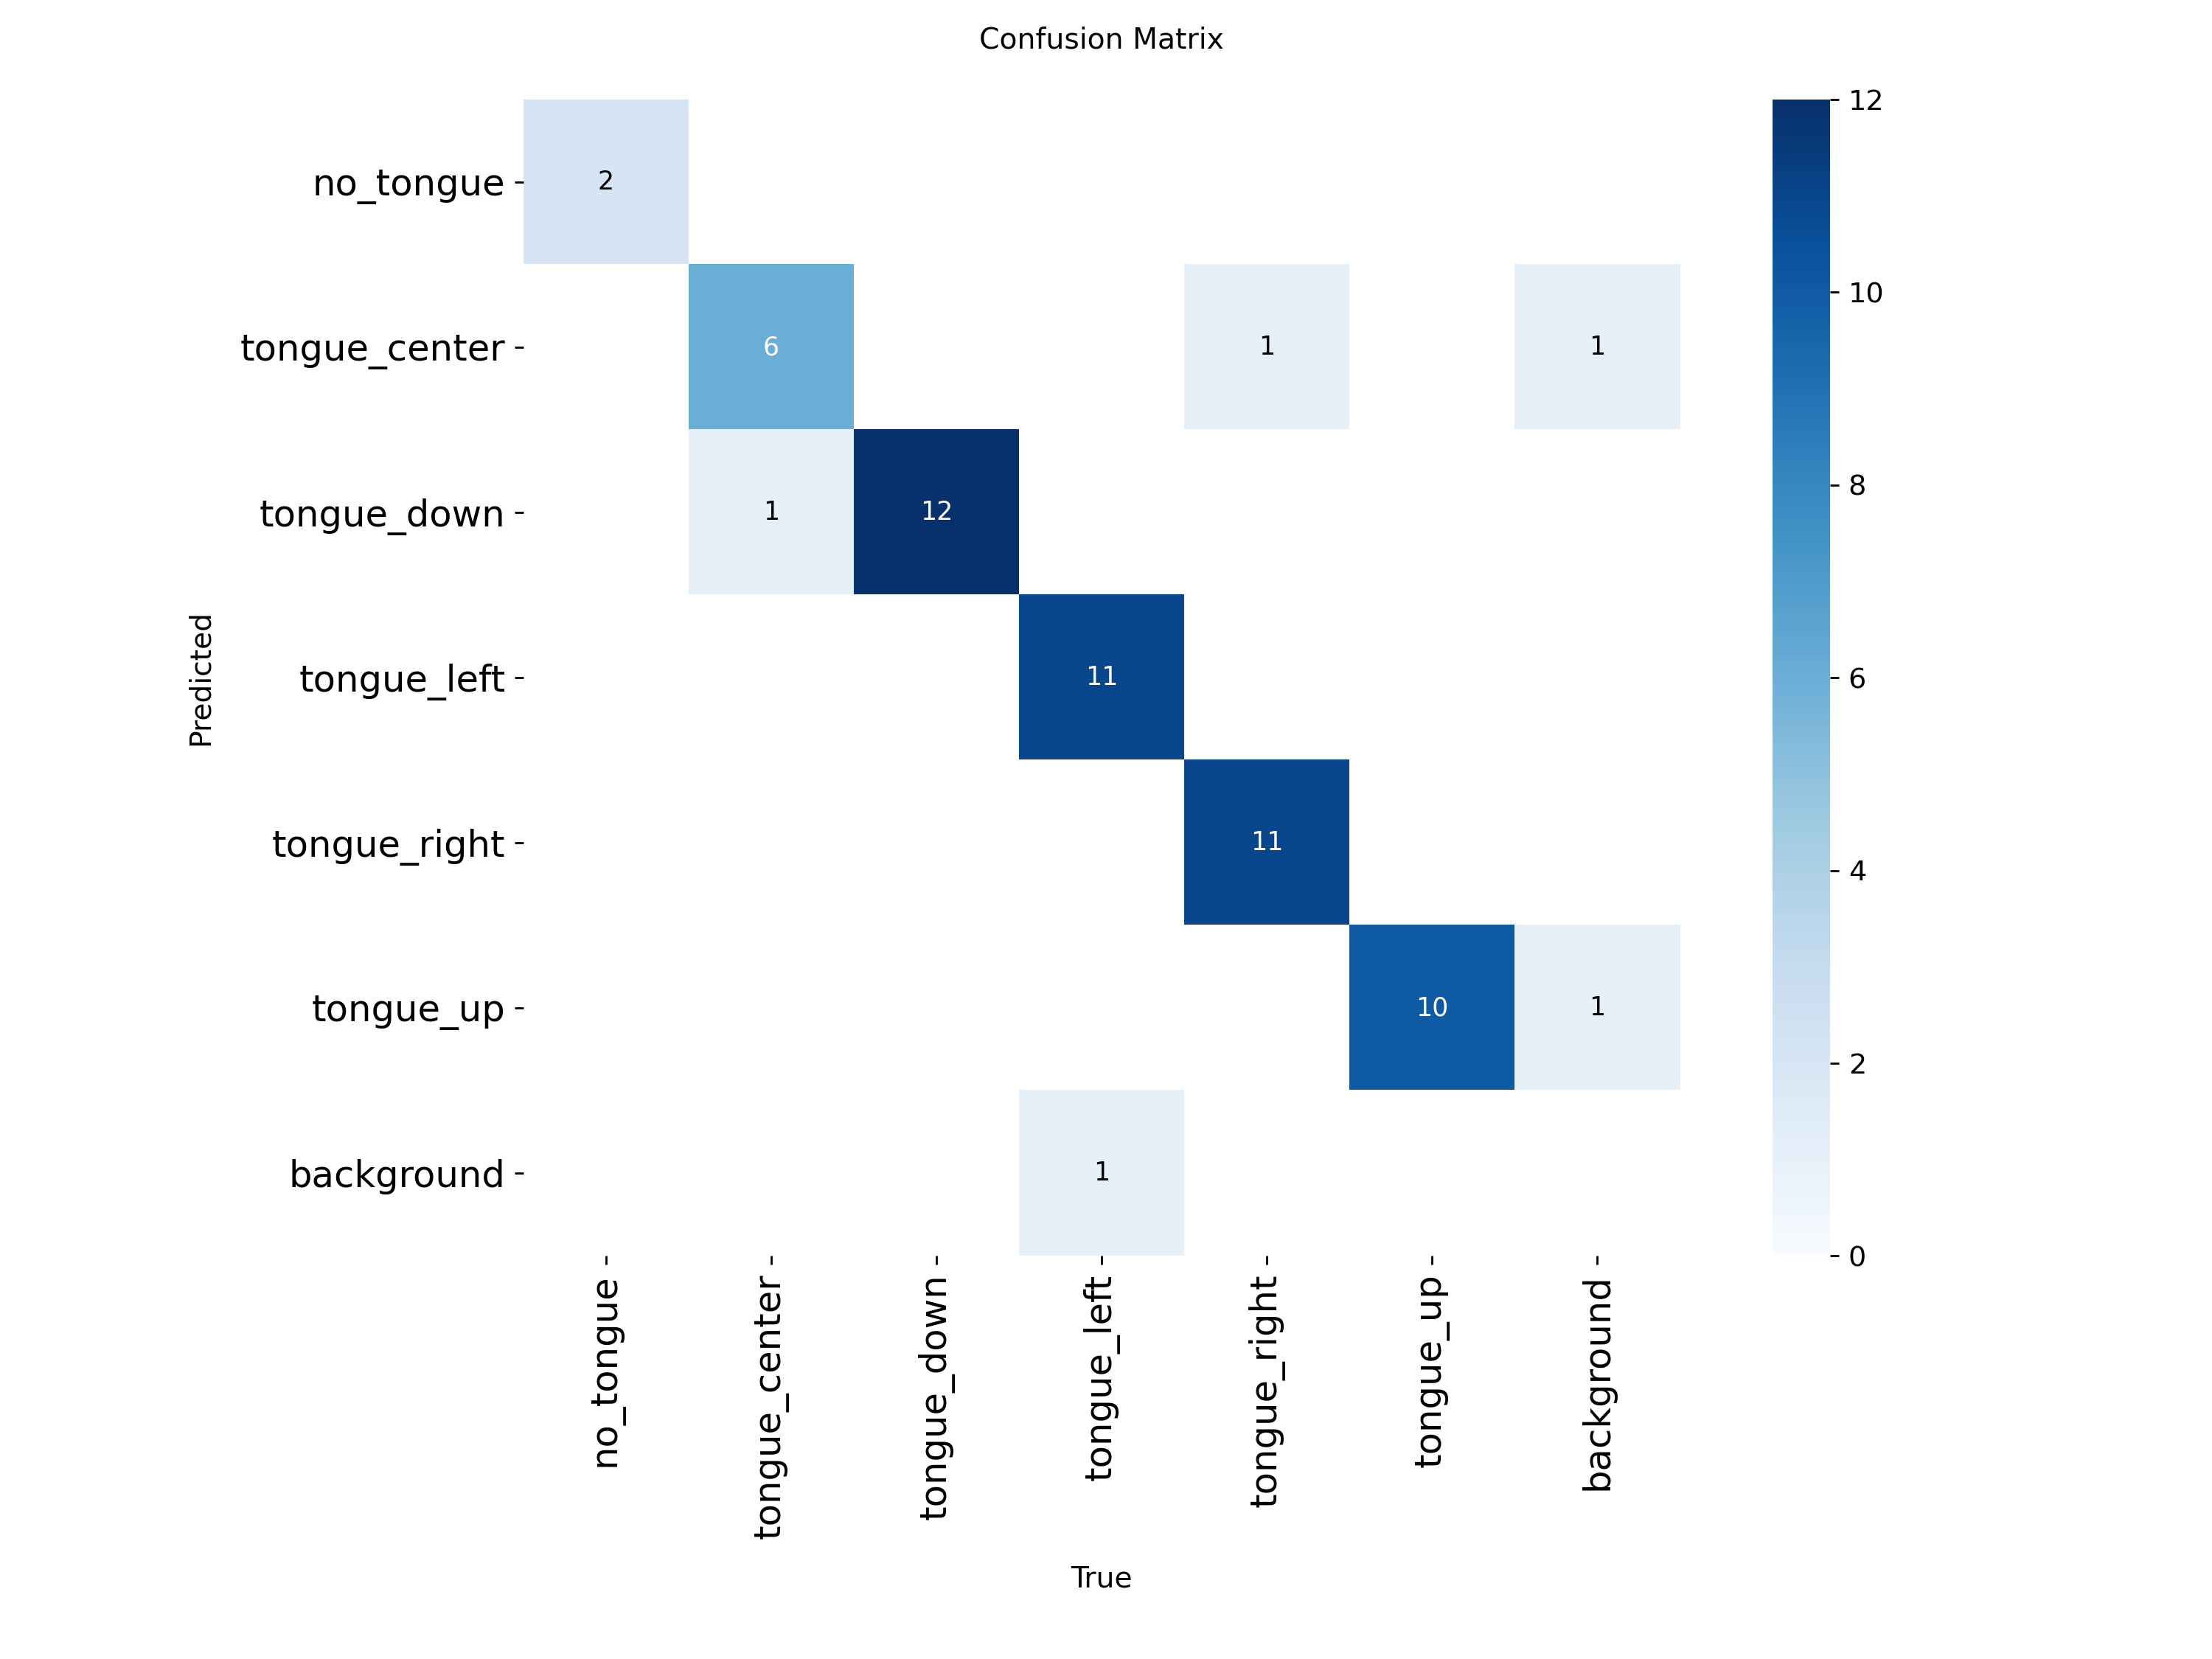 Confusion Matrix
no_tongue
2
tongue_center
6 1 1
tongue_down
1 12
tongue_left
11
tongue_right
11
tongue_up
10 1
background
1
Predicted
no_tongue
tongue_center
tongue_down
tongue_left
tongue_right
tongue_up
background
True
12
10
8
6
4
2
0